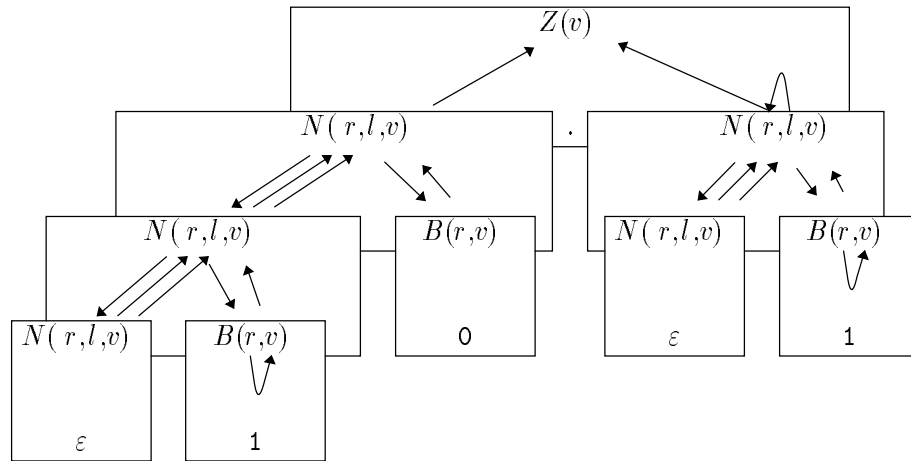 Z(v)
N( r,l,v) . N( r,l,v)
N( r,l,v) B(r,v) N( r,l,v) B(r,v)
N( r,l,v) B(r,v) 0 ε 1
ε 1